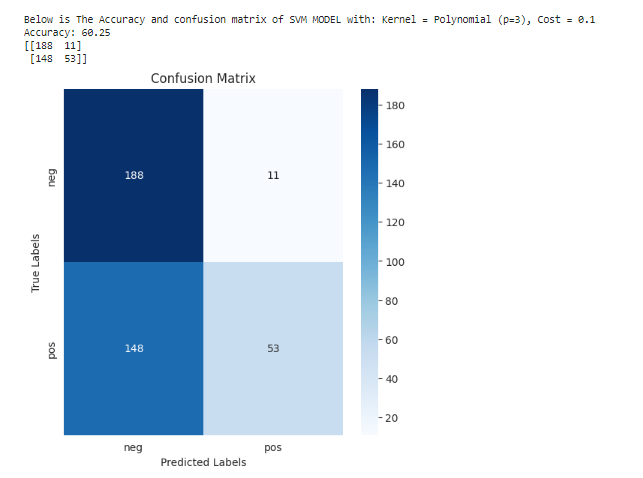 Below is The Accuracy and confusion matrix of SVM MODEL with: Kernel = Polynomial (p=3), Cost = 0.1
Accuracy: 60.25
[[188 11]
[148 53]]
Confusion Matrix
180
160
140
120
100
80
60
40
20
True Labels
neg
188
11
pos
148
53
neg
pos
Predicted Labels